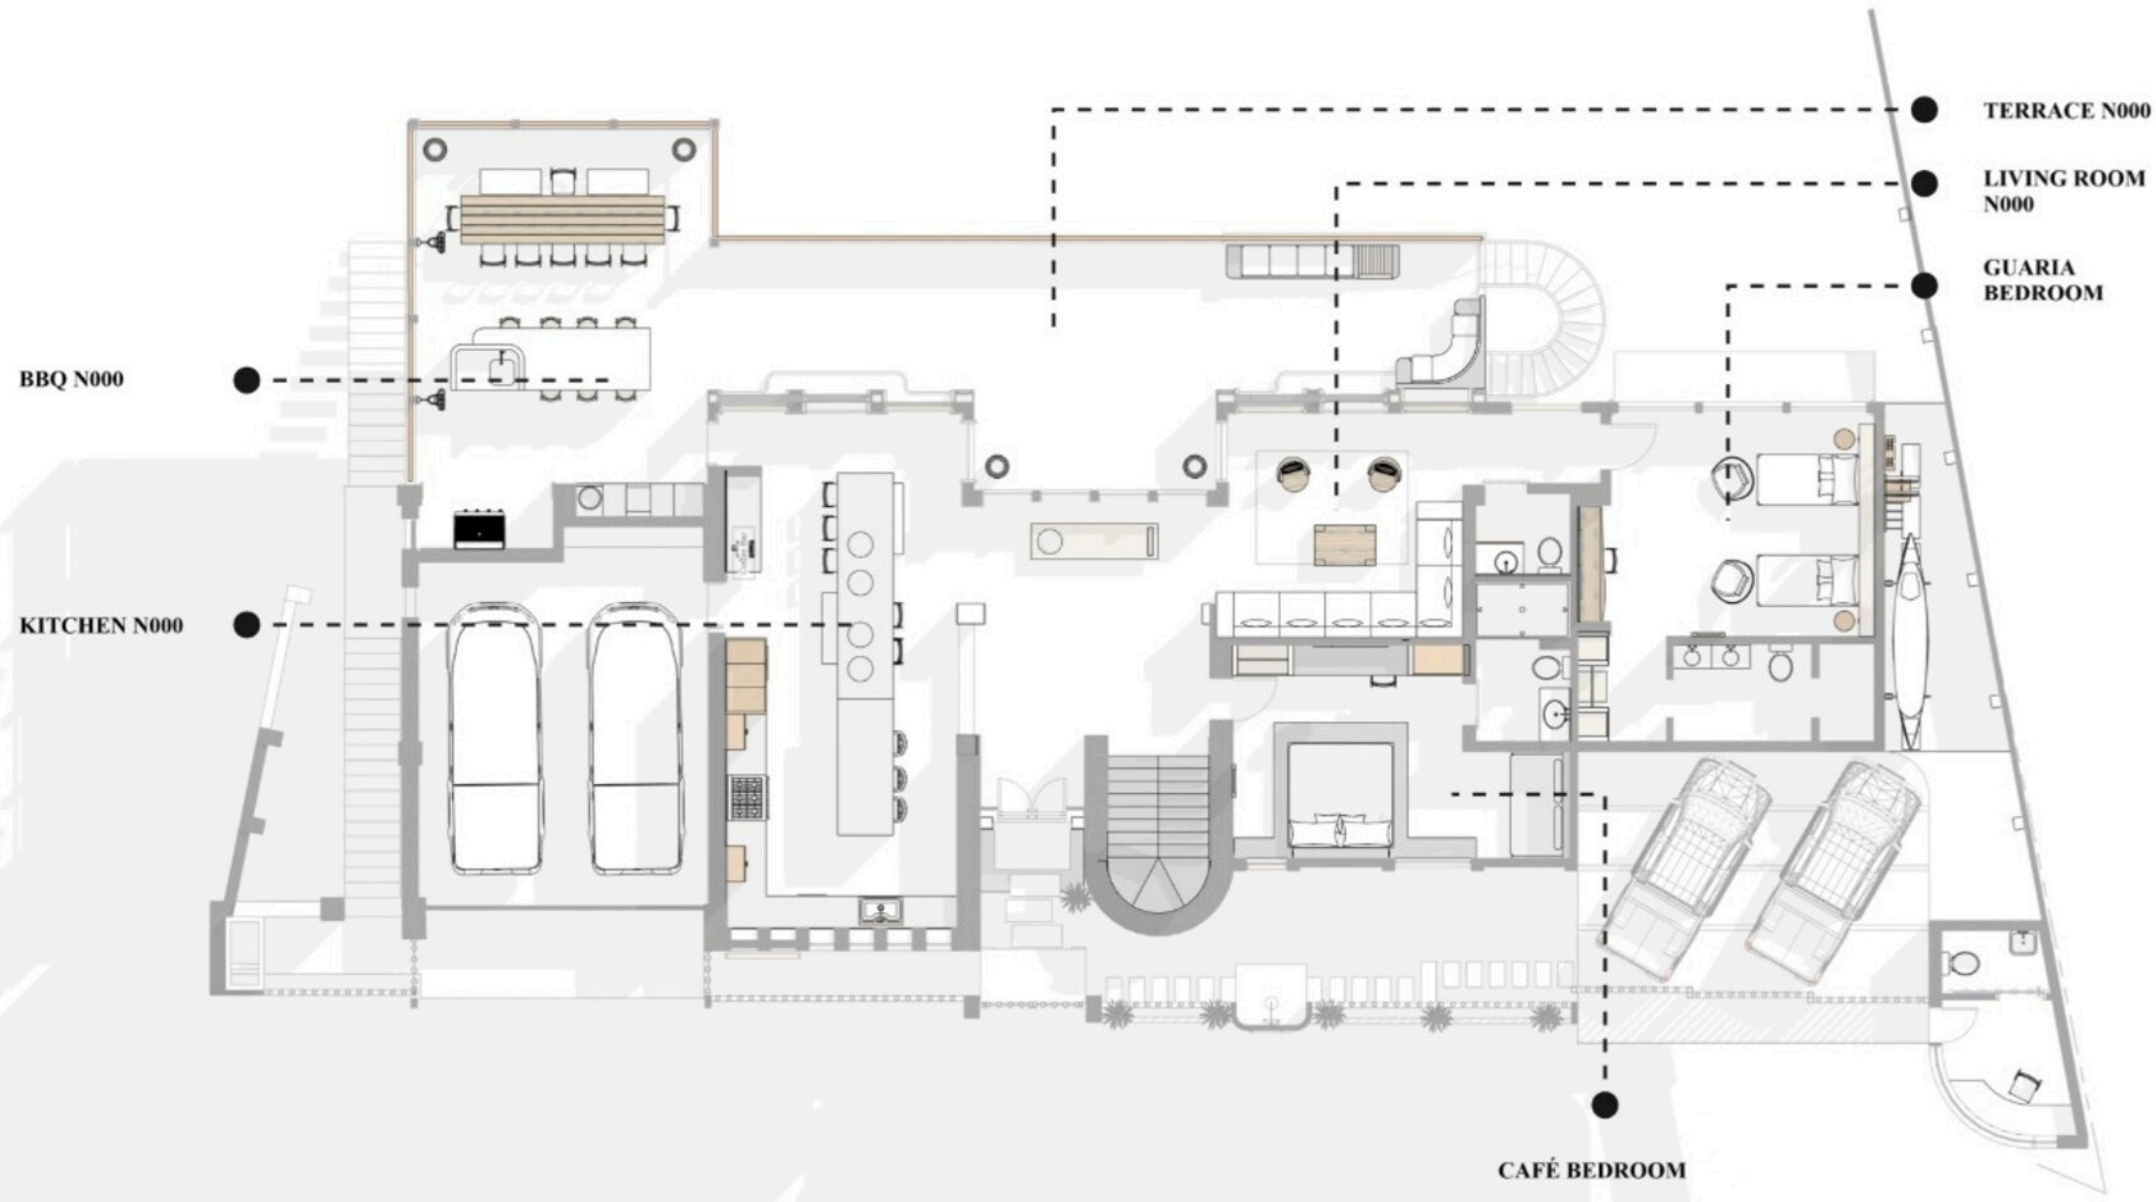 TERRACE N000
LIVING ROOM
N000
GUARIA
BEDROOM
BBQ N000
KITCHEN N000
CAFÉ BEDROOM